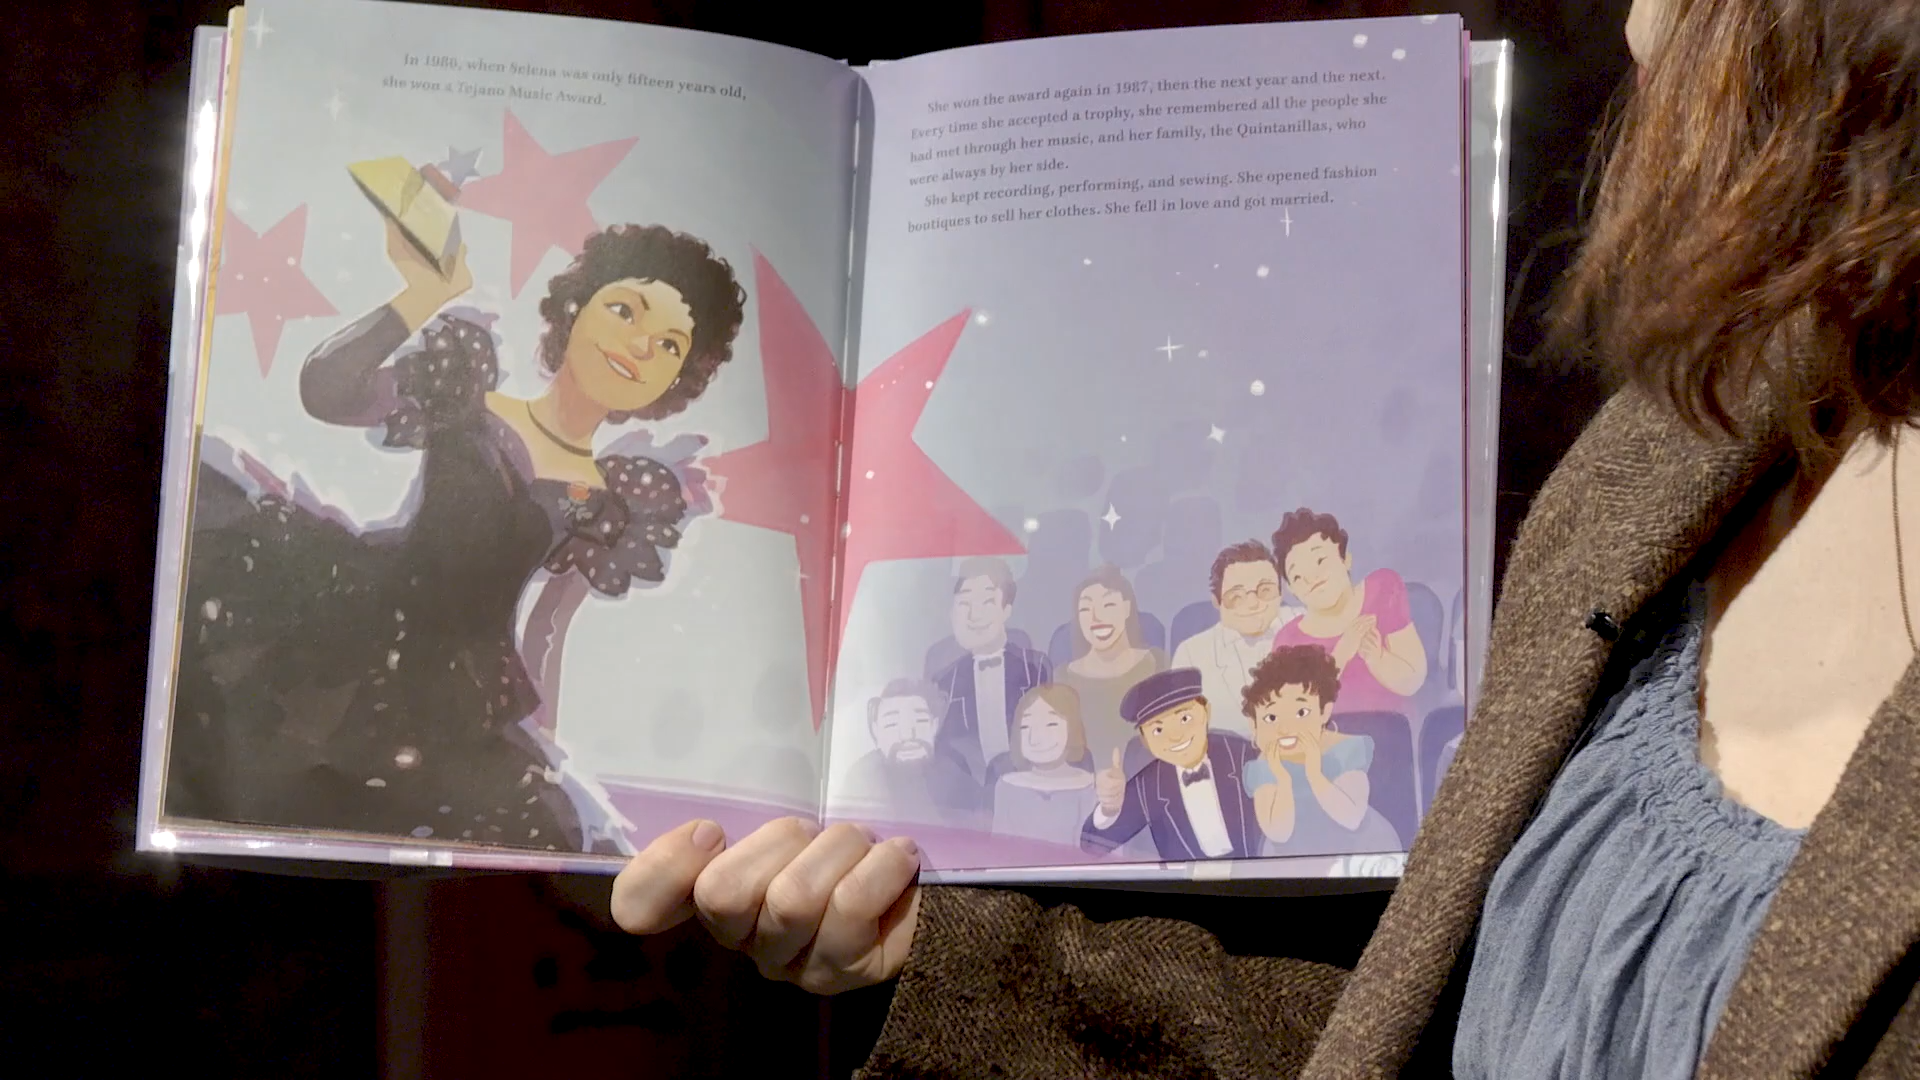 In 1986, when Selena was only fifteen years old,
she won a Tejano Music Award.
She won the award again in 1987, then the next year and the next.
Every time she accepted a trophy, she remembered all the people she
had met through her music, and her family, the Quintanillas, who
were always by her side.
She kept recording, performing, and sewing. She opened fashion
boutiques to sell her clothes. She fell in love and got married.